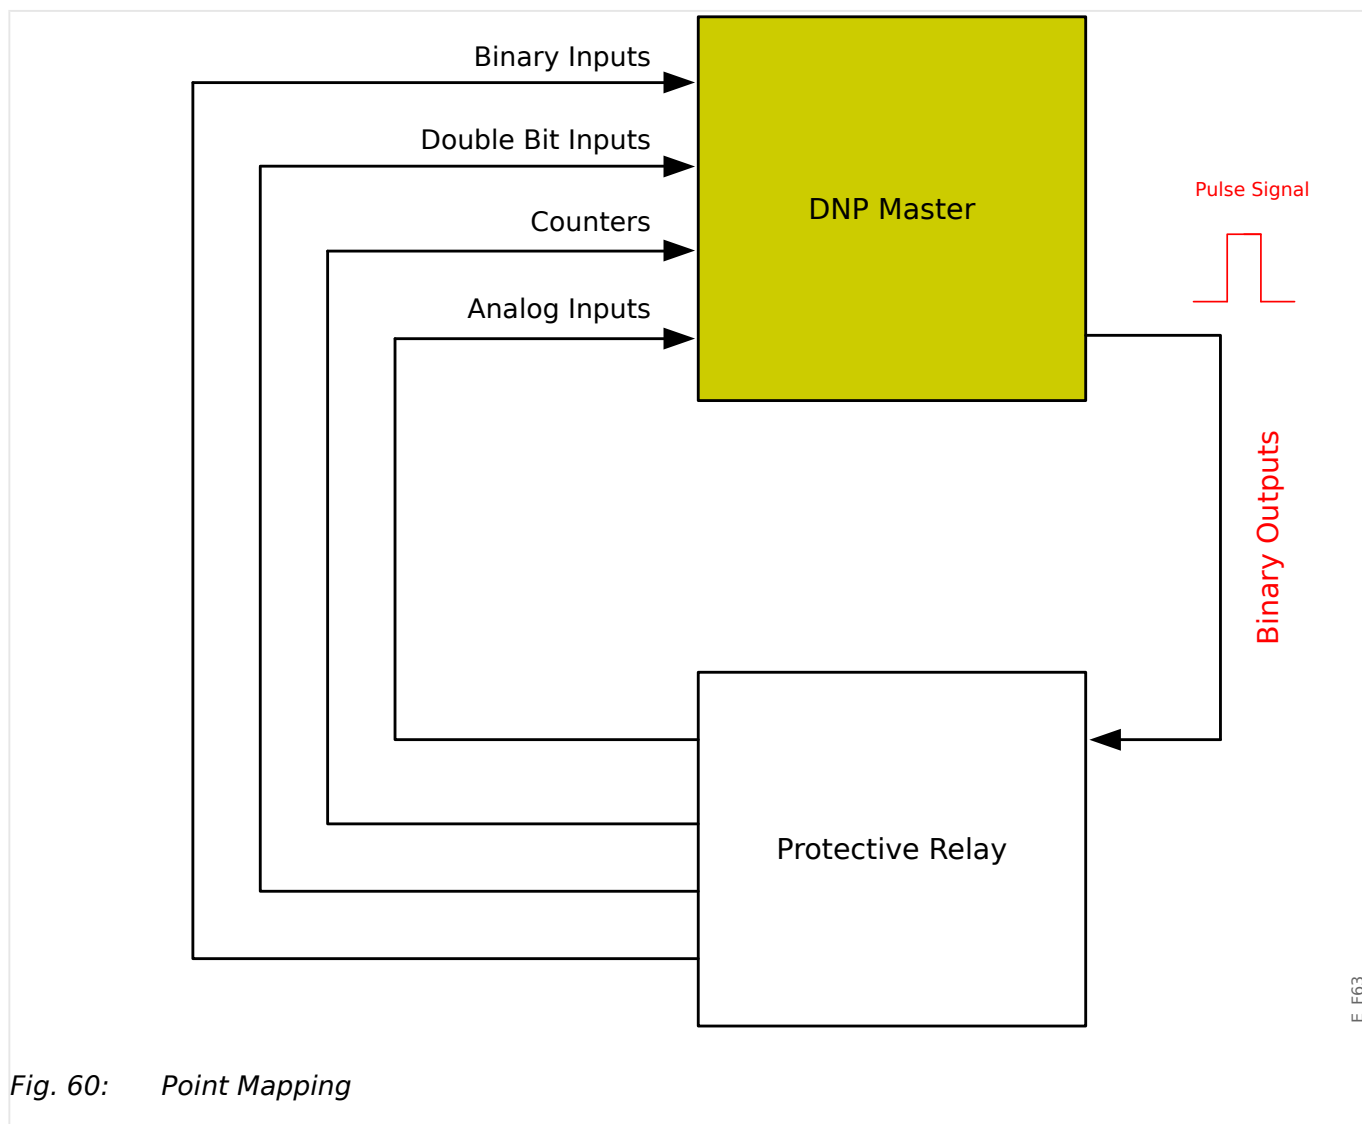 Binary Inputs
Double Bit Inputs
Counters
Analog Inputs
DNP Master
Pulse Signal
Binary Outputs
Protective Relay
E_F63
Fig. 60: Point Mapping